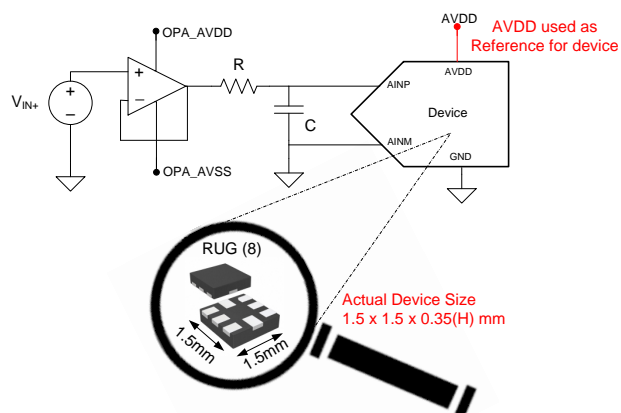 AVDD
AVDD used as
Reference for device
OPA_AVDD
R
+
−
VIN+
+
−
AINP
AVDD
Device
C
AINM
GND
OPA_AVSS
RUG (8)
1.5mm
1.5mm
Actual Device Size
1.5 x 1.5 x 0.35(H) mm